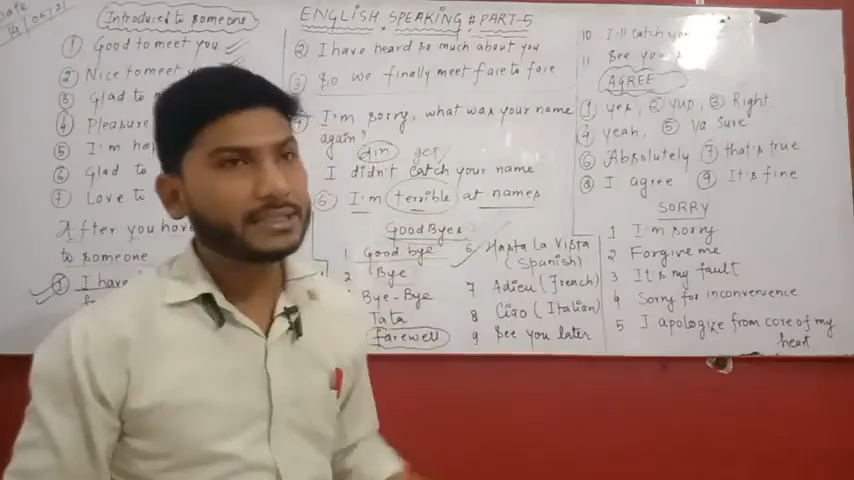 Date
14/05/21
Introduced to someone
① Good to meet you
② Nice to meet
③ Glad to
④ Pleasure
⑤ I'm ha
⑥ Glad to
⑦ Love to
After you have
to someone
① I have
ENGLISH SPEAKING # PART-5
② I have heard so much about you
③ So we finally meet face to face
I'm sorry, what was your name
again?
get
I didn't catch your name
I'm terrible at names
GoodByes
1. Good bye
2 Bye
Bye-Bye
Tata
farewell
6. Hasta La Vista
(Spanish)
7 Adieu (French)
8 Ciao (Italian)
9 See you later
10 I'll catch you
11 See you
AGREE
① yes, ② yup, ③ Right
④ yeah, ⑤ ya sure
⑥ Absolutely ⑦ that's true
⑧ I agree ⑨ It's fine
SORRY
1 I'm sorry
2 Forgive me
3 It's my fault
4 Sorry for inconvenience
5 I apologize from core of my
heart